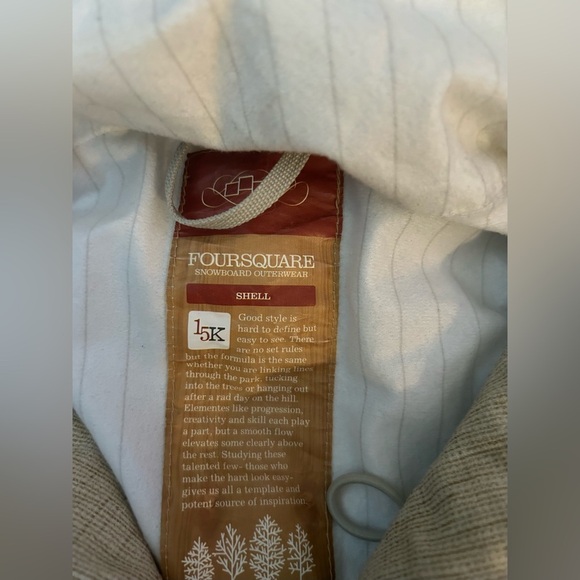 FOURSQUARE
SNOWBOARD OUTERWEAR
SHELL
15K
Good style is
hard to define but
easy to see. There
are no set rules
but the formula is the same
whether you are linking lines
through the park, tucking
into the trees or hanging out
after a rad day on the hill.
Elementes like progression,
creativity and skill each play
a part, but a smooth flow
elevates some clearly above
the rest. Studying these
talented few- those who
make the hard look easy-
gives us all a template and
potent source of inspiration.